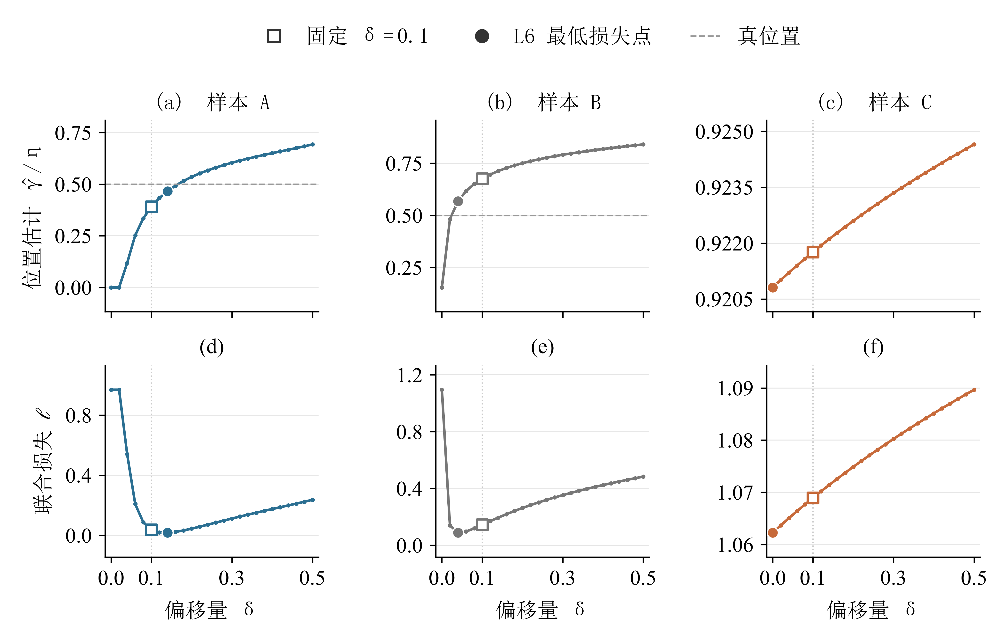 固定 δ =0.1
L6 最低损失点
真位置
(a) 样本 A
(b) 样本 B
(c) 样本 C
位置估计 γ̂ / η
0.75
0.50
0.25
0.00
0.75
0.50
0.25
0.9250
0.9235
0.9220
0.9205
(d)
(e)
(f)
联合损失 ℓ
0.8
0.4
0.0
1.2
0.8
0.4
0.0
1.09
1.08
1.07
1.06
0.0 0.1 0.3 0.5
0.0 0.1 0.3 0.5
0.0 0.1 0.3 0.5
偏移量 δ
偏移量 δ
偏移量 δ